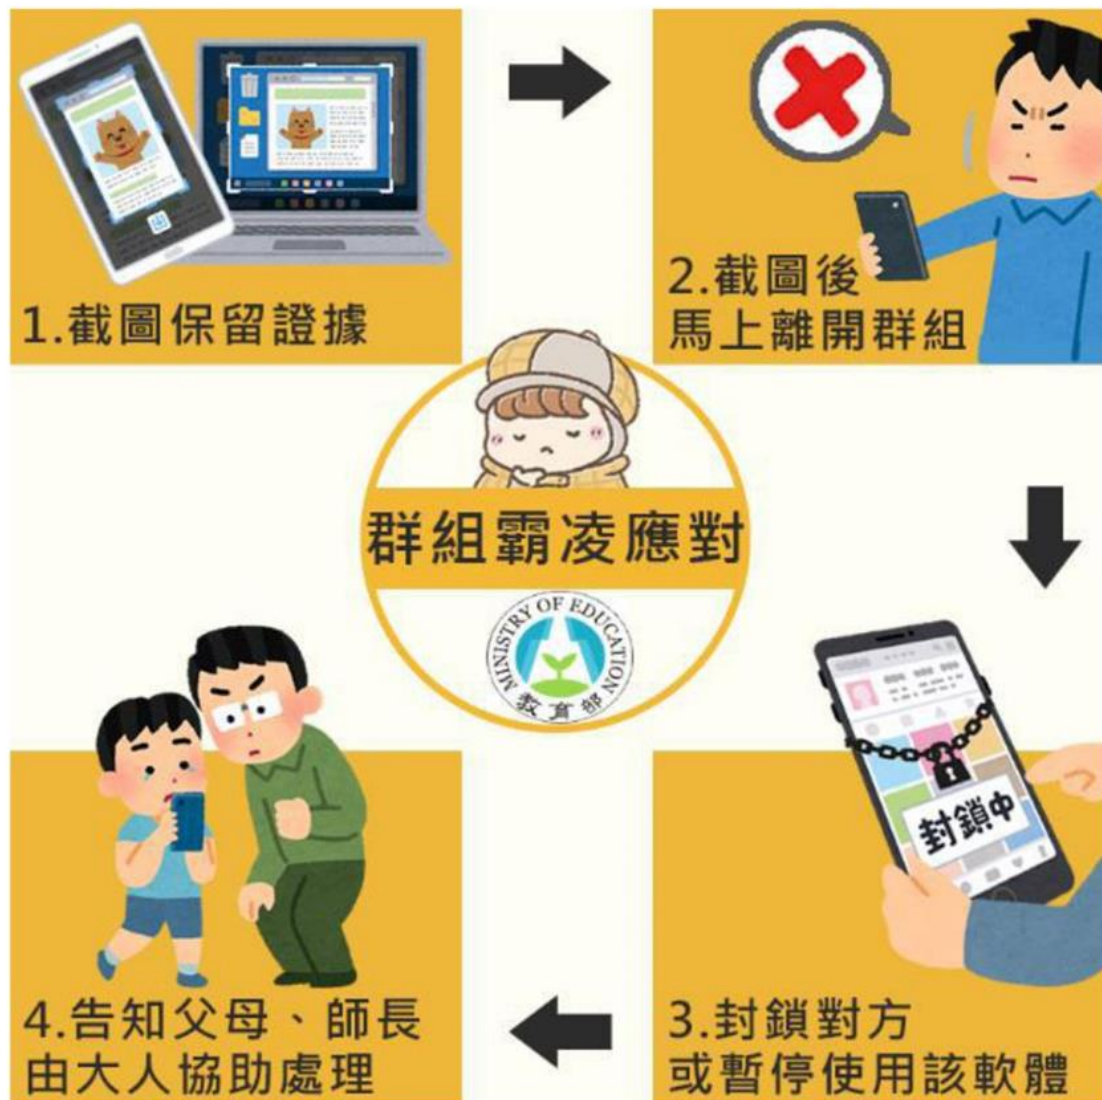 1.截圖保留證據
2.截圖後
馬上離開群組
群組霸凌應對
MINISTRY OF EDUCATION
教育部
封鎖中
3.封鎖對方
或暫停使用該軟體
4.告知父母、師長
由大人協助處理